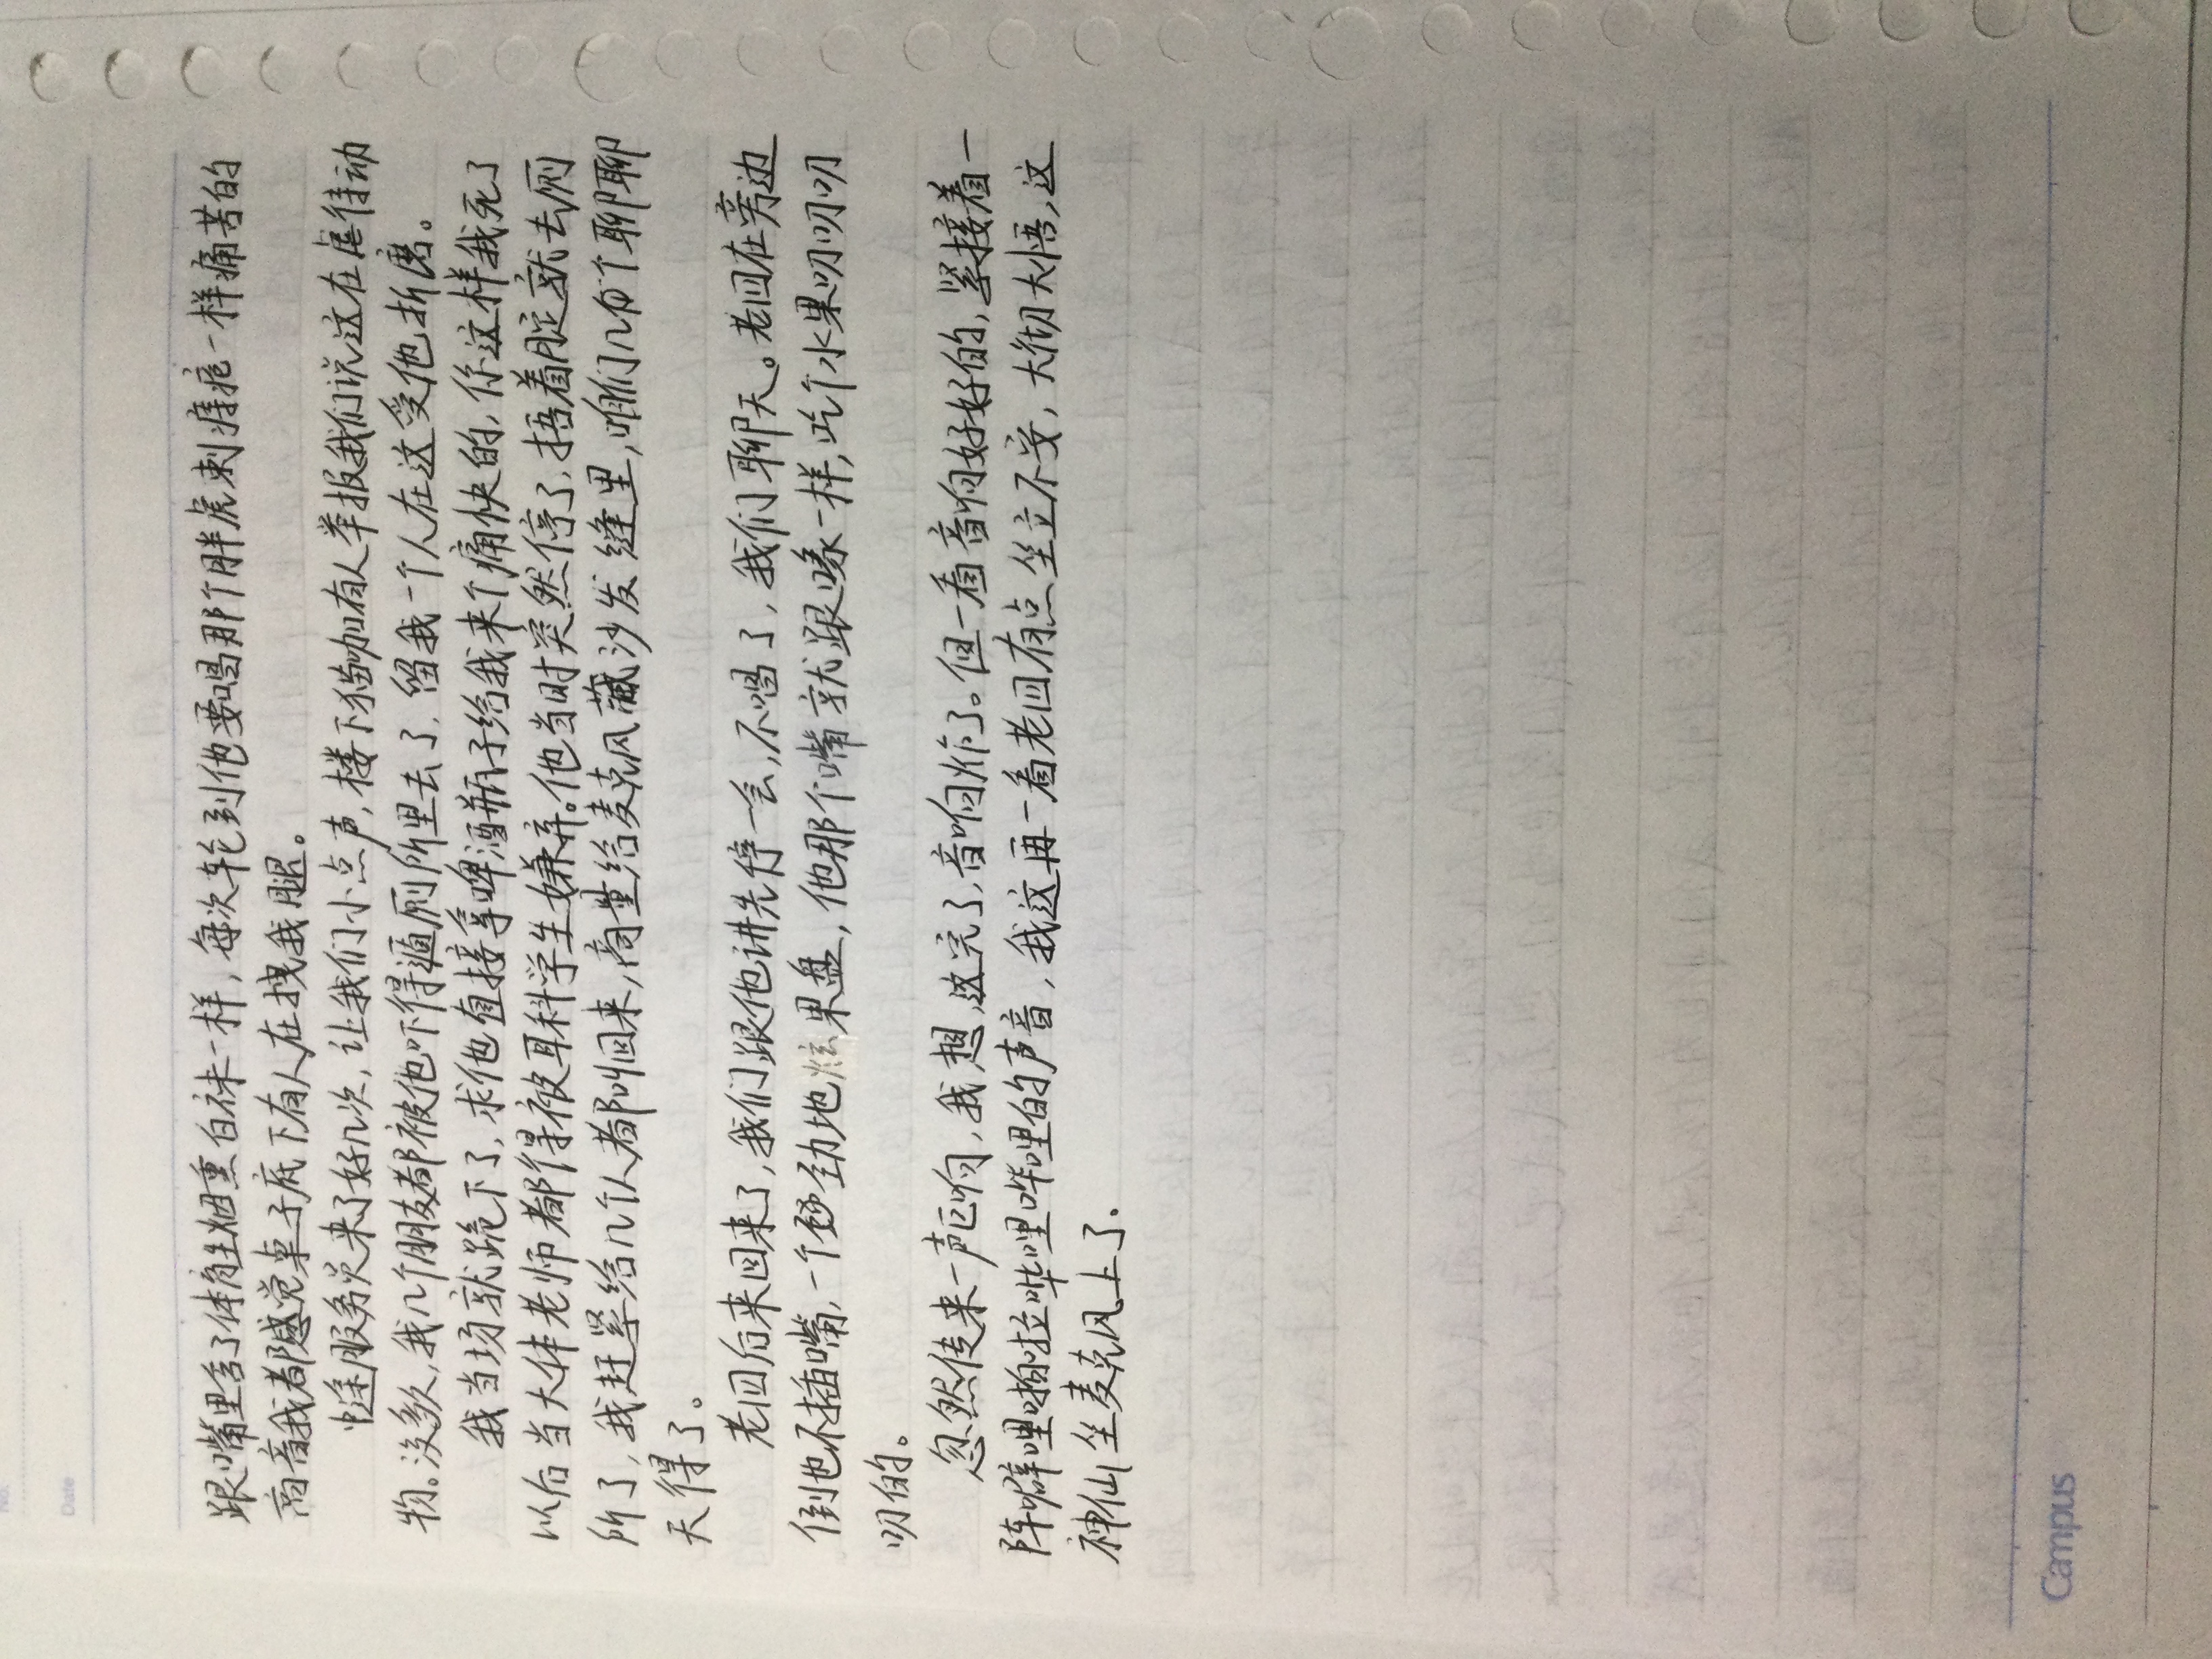 No.
Date
跟嘴里含了体育生烟熏白袜一样，每次轮到他要唱那个胖虎刺痔疮一样痛苦的
高音我都感觉桌子底下有人在拽我腿。
中途服务员来了好几次，让我们小点声，楼下猫咖有人举报我们说这在虐待动
物。没多久，我几个朋友都被他吓得遁厕所里去了，留我一个人在这受他折磨。
我当场就跪下了，求他直接拿啤酒瓶子给我来个痛快的，你这样我死了
以后当大体老师都得被耳科学生嫌弃。他当时突然停了，捂着腚就去厕
所了，我赶紧给几个人都叫回来，商量给麦克风藏沙发缝里，咱们几个聊聊
天得了。
老回后来回来了，我们跟他讲先停一会，不唱了，我们聊天。老回在旁边
倒也不插嘴，一个劲地炫果盘，他那个嘴就跟喙一样，吃个水果叨叨叨
叨的。
忽然传来一声巨响，我想，这完了，音响炸了。但一看音响好好的，紧接着一
阵噼哩啪啦哗哩哗哩的声音，我这再一看老回有点坐立不安，大彻大悟，这
神仙坐麦克风上了.
Campus